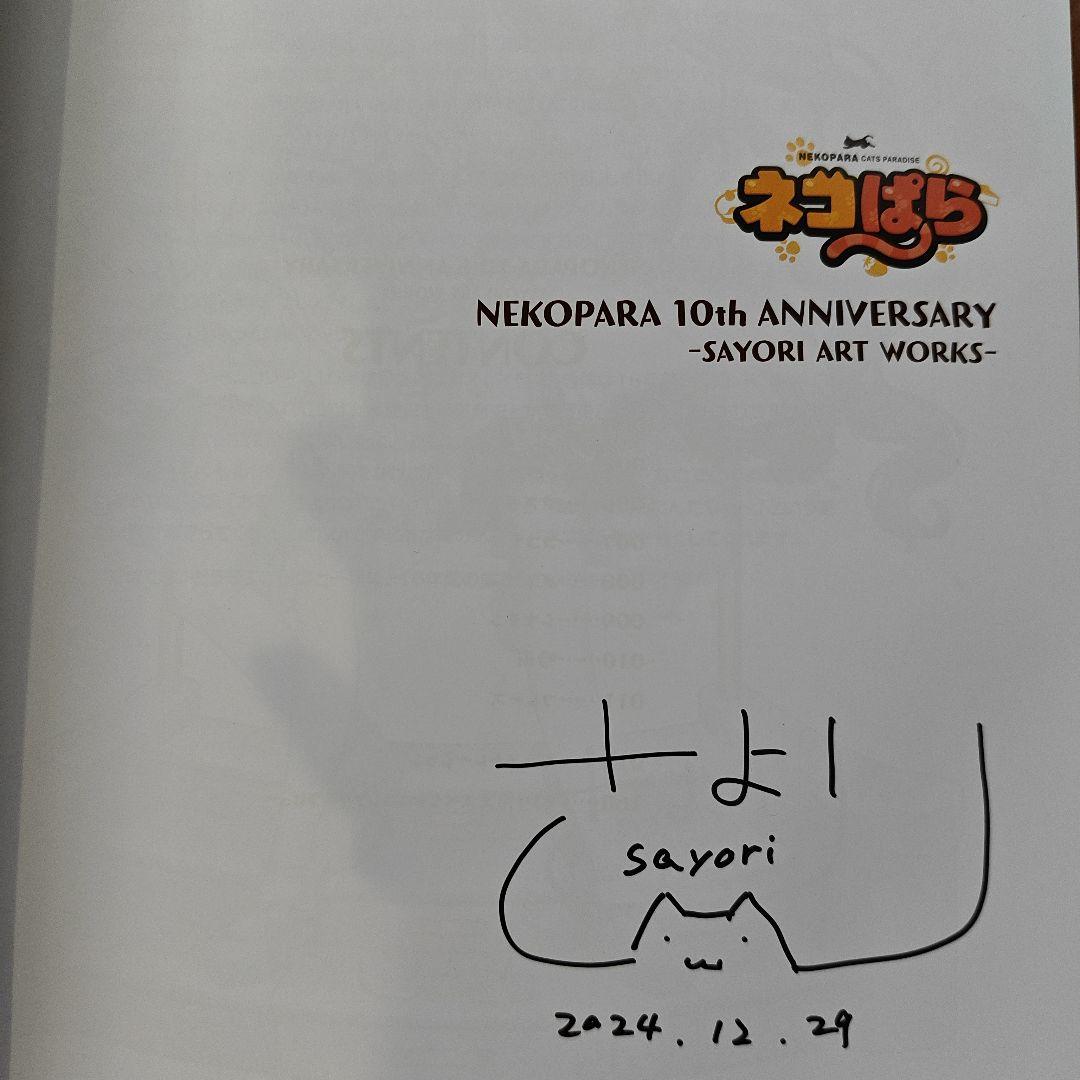 NEKOPARA CATS PARADISE
ネコぱら
NEKOPARA 10th ANNIVERSARY
-SAYORI ART WORKS-
さより
sayori
2024.12.29